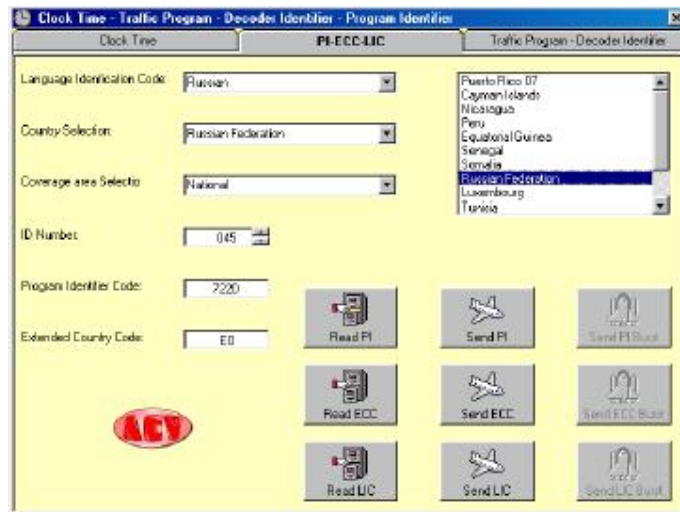 Clock Time - Traffic Program - Decoder Identifier - Program Identifier
Clock Time
PI-ECC-LIC
Traffic Program - Decoder Identifier
Language Idenfication Code:
Russian
Country Selection:
Russian Federation
Coverage area Selectio
National
ID Number:
045
Program Identifier Code:
7220
Extended Country Code:
E0
Puerto Rico 07
Cayman Islands
Nicaragua
Peru
Equatorial Guinea
Senegal
Somalia
Russian Federation
Luxembourg
Tunisia
Read PI
Send PI
Send PI Burst
Read ECC
Send ECC
Send ECC Burst
Read LIC
Send LIC
Send LIC Burst